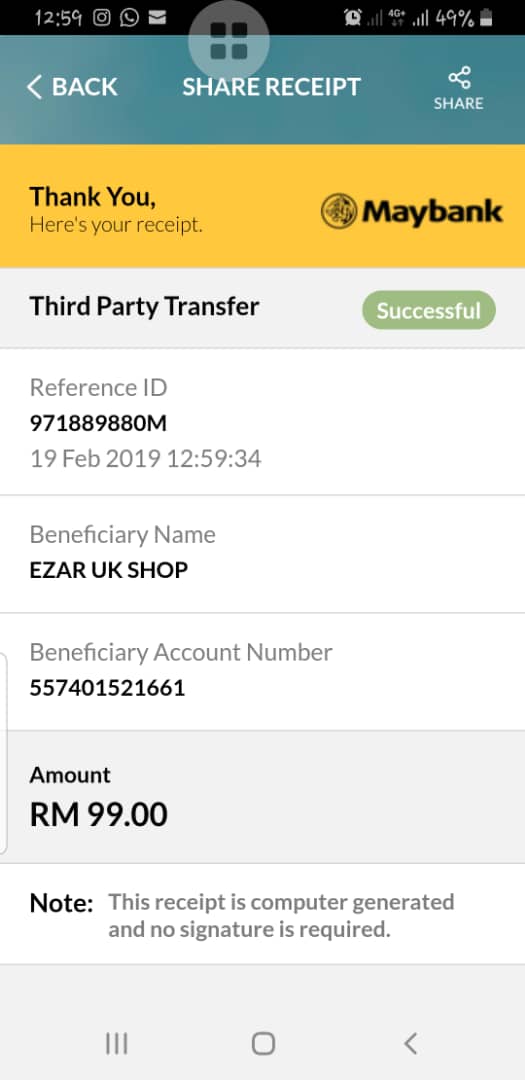 12:59 4G+ 49%
BACK SHARE RECEIPT SHARE
Thank You,
Here's your receipt.
Maybank
Third Party Transfer Successful
Reference ID
971889880M
19 Feb 2019 12:59:34
Beneficiary Name
EZAR UK SHOP
Beneficiary Account Number
557401521661
Amount
RM 99.00
Note: This receipt is computer generated
and no signature is required.